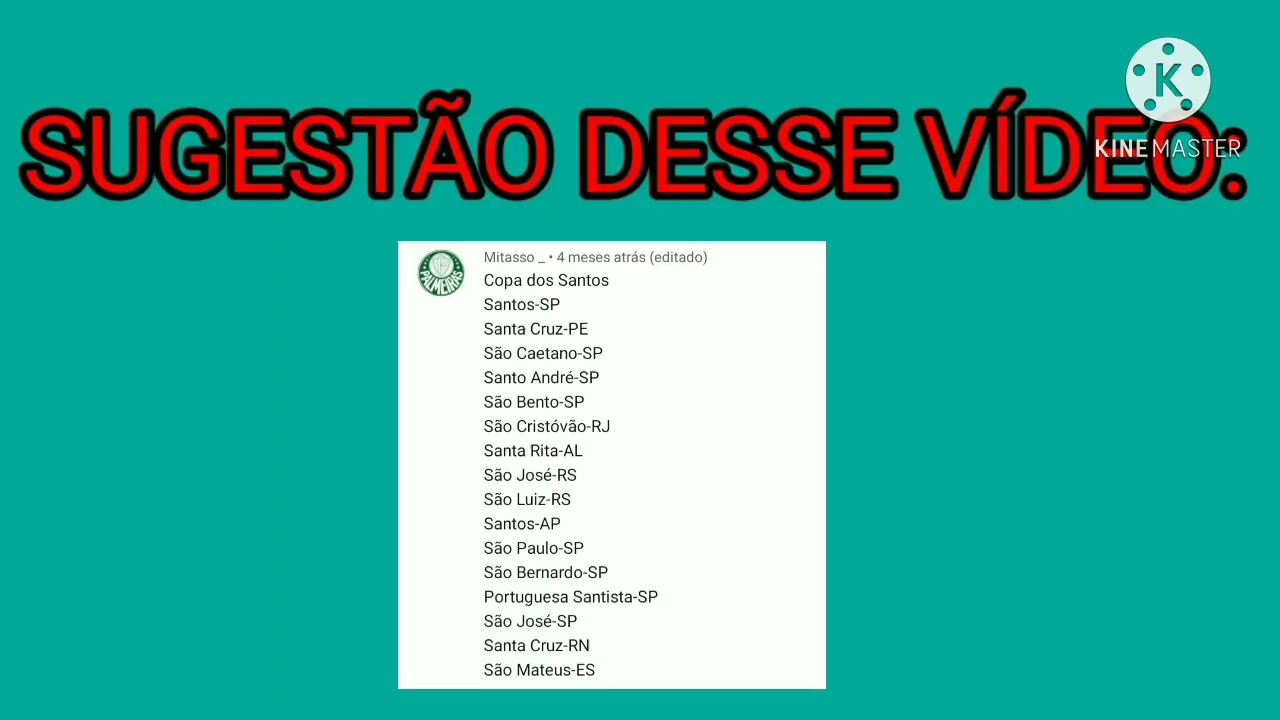 SUGESTÃO DESSE VÍDEO:
K
KINEMASTER
PALMEIRAS
Mitasso _ • 4 meses atrás (editado)
Copa dos Santos
Santos-SP
Santa Cruz-PE
São Caetano-SP
Santo André-SP
São Bento-SP
São Cristóvão-RJ
Santa Rita-AL
São José-RS
São Luiz-RS
Santos-AP
São Paulo-SP
São Bernardo-SP
Portuguesa Santista-SP
São José-SP
Santa Cruz-RN
São Mateus-ES